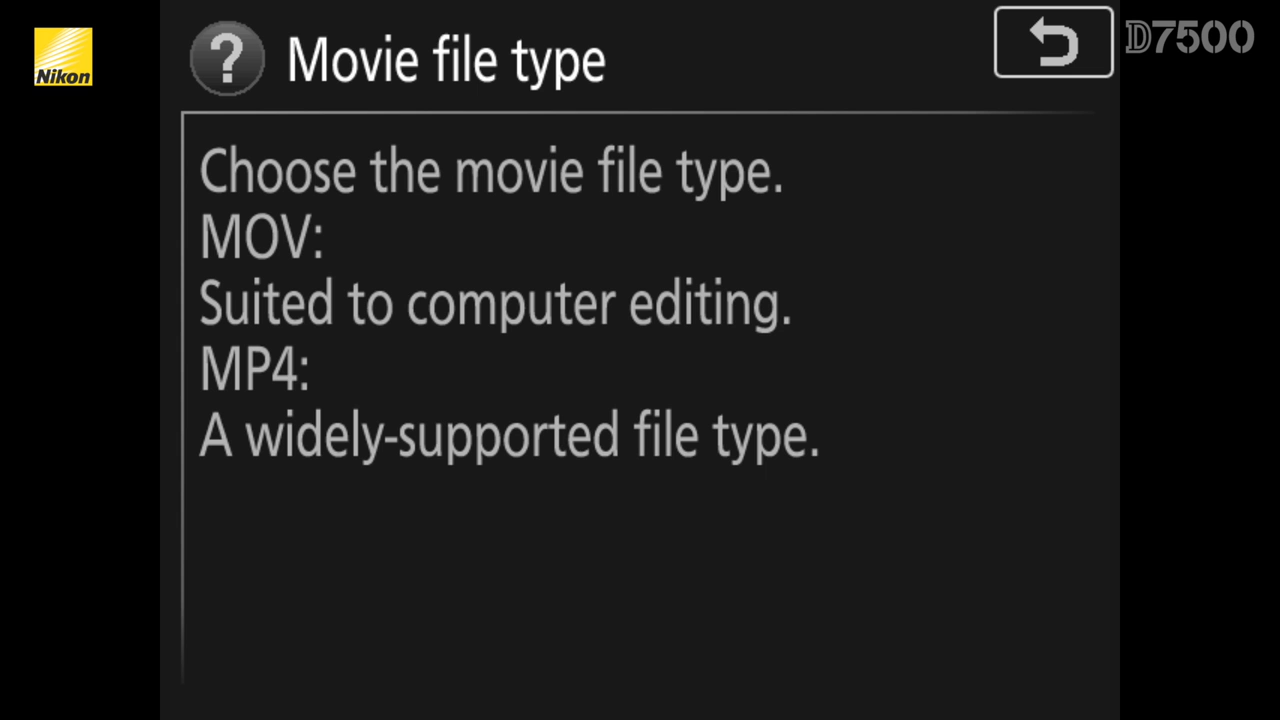 Nikon
? Movie file type
D7500
Choose the movie file type.
MOV:
Suited to computer editing.
MP4:
A widely-supported file type.